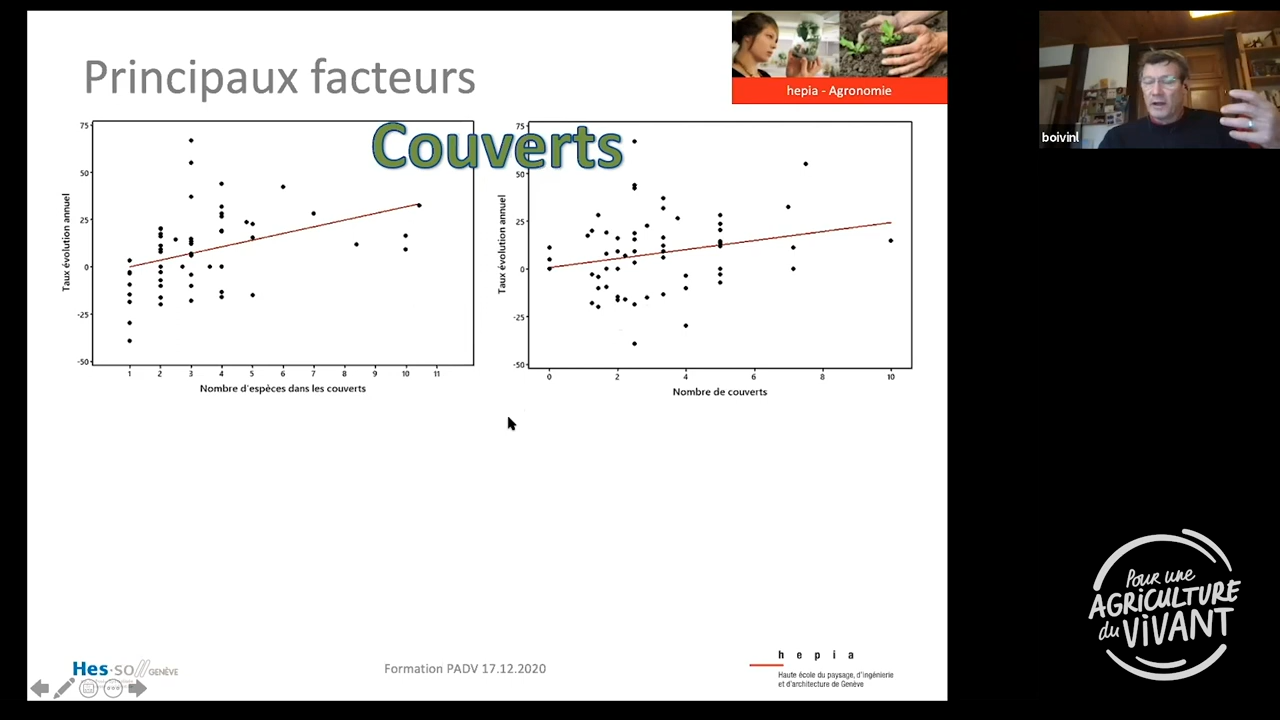 Principaux facteurs
hepia - Agronomie
boivinl
Couverts
75
50
25
0
-25
-50
Taux évolution annuel
1 2 3 4 5 6 7 8 9 10 11
Nombre d'espèces dans les couverts
75
50
25
0
-25
-50
Taux évolution annuel
0 2 4 6 8 10
Nombre de couverts
Pour une
AGRICULTURE
du VIVANT
Hes·so GENÈVE
Formation PADV 17.12.2020
hepia
Haute école du paysage, d'ingénierie
et d'architecture de Genève